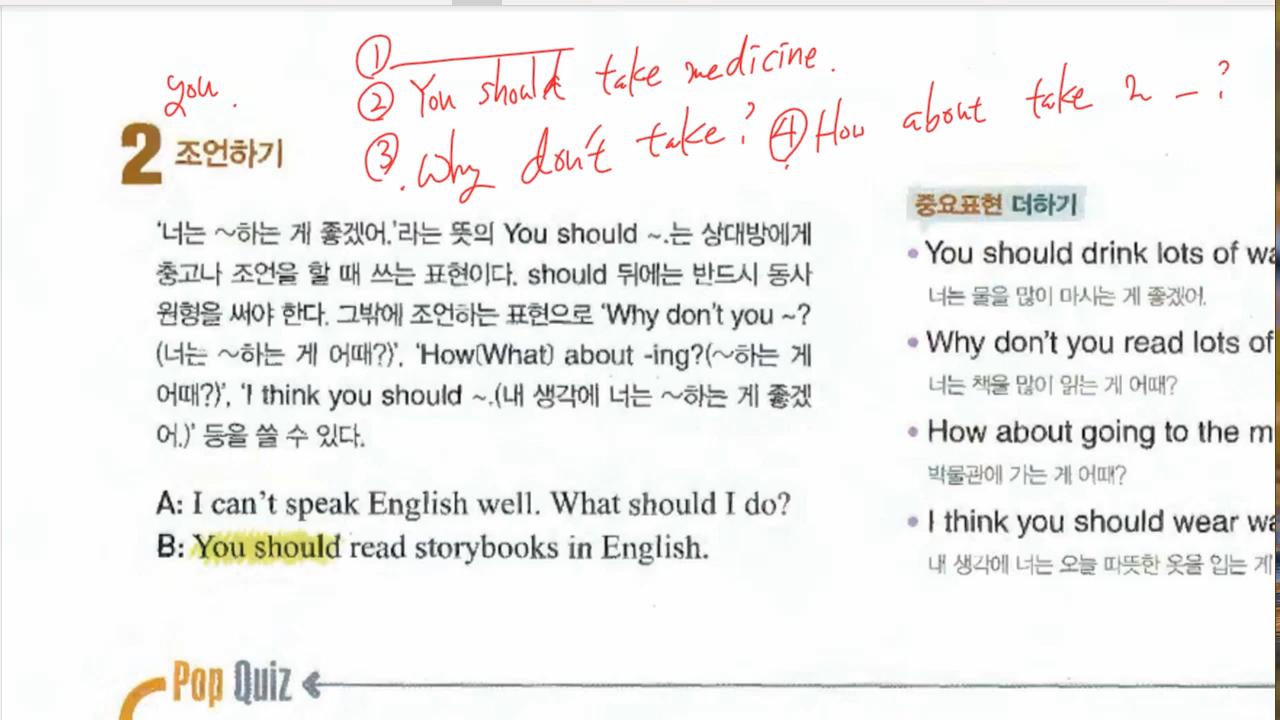 you.
①
② You should take medicine.
③. Why don't take? ④ How about take 2 – ?
2 조언하기
'너는 ~하는 게 좋겠어.'라는 뜻의 You should ~.는 상대방에게
충고나 조언을 할 때 쓰는 표현이다. should 뒤에는 반드시 동사
원형을 써야 한다. 그밖에 조언하는 표현으로 'Why don't you ~?
(너는 ~하는 게 어때?)', 'How(What) about -ing?(~하는 게
어때?)', 'I think you should ~.(내 생각에 너는 ~하는 게 좋겠
어.)' 등을 쓸 수 있다.
A: I can't speak English well. What should I do?
B: You should read storybooks in English.
중요표현 더하기
• You should drink lots of wa
너는 물을 많이 마시는 게 좋겠어.
• Why don't you read lots of
너는 책을 많이 읽는 게 어때?
• How about going to the m
박물관에 가는 게 어때?
• I think you should wear wa
내 생각에 너는 오늘 따뜻한 옷을 입는 게
Pop Quiz